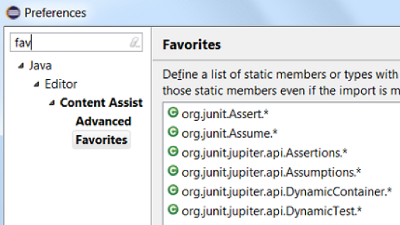 Preferences
fav
Java
Editor
Content Assist
Advanced
Favorites
Favorites
Define a list of static members or types with
those static members even if the import is m
org.junit.Assert.*
org.junit.Assume.*
org.junit.jupiter.api.Assertions.*
org.junit.jupiter.api.Assumptions.*
org.junit.jupiter.api.DynamicContainer.*
org.junit.jupiter.api.DynamicTest.*